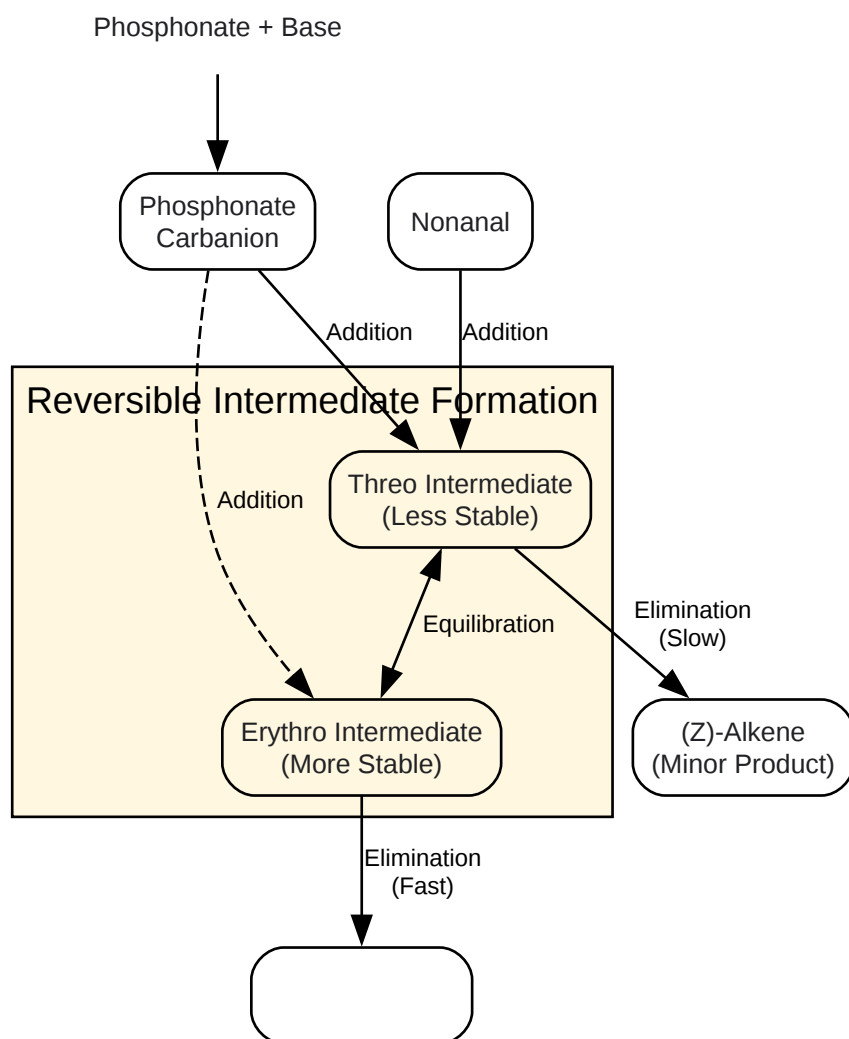 Phosphonate + Base
Phosphonate
Carbanion
Nonanal
Addition
Addition
Reversible Intermediate Formation
Threo Intermediate
(Less Stable)
Addition
Equilibration
Elimination
(Slow)
Erythro Intermediate
(More Stable)
(Z)-Alkene
(Minor Product)
Elimination
(Fast)